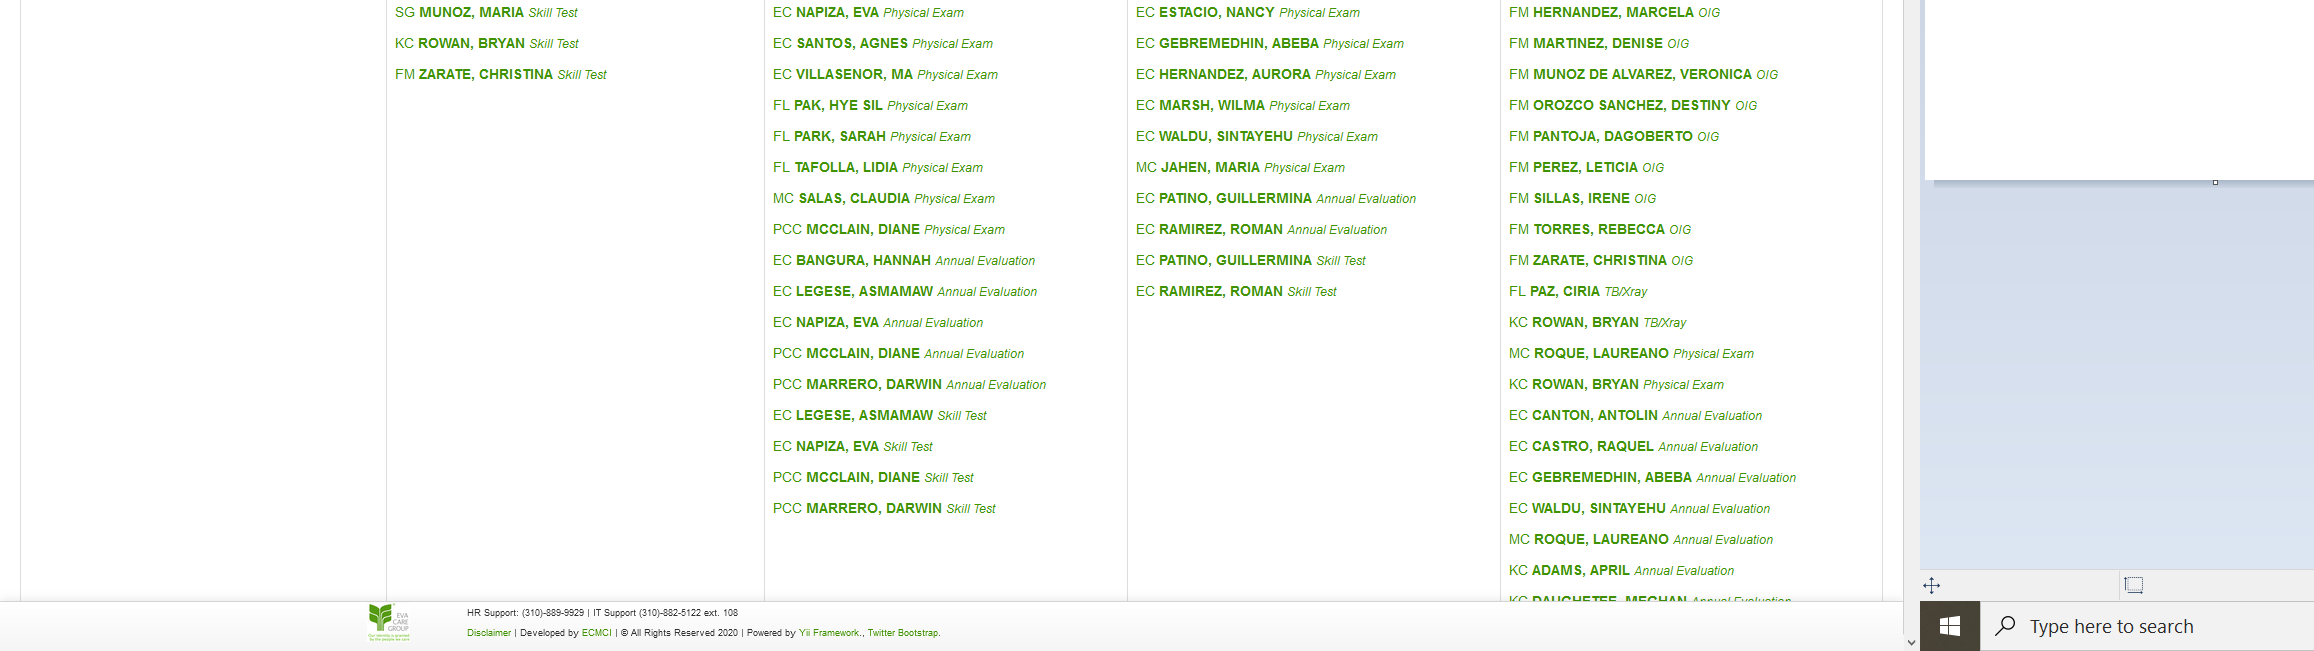 SG MUNOZ, MARIA Skill Test
KC ROWAN, BRYAN Skill Test
FM ZARATE, CHRISTINA Skill Test
EC NAPIZA, EVA Physical Exam
EC SANTOS, AGNES Physical Exam
EC VILLASENOR, MA Physical Exam
FL PAK, HYE SIL Physical Exam
FL PARK, SARAH Physical Exam
FL TAFOLLA, LIDIA Physical Exam
MC SALAS, CLAUDIA Physical Exam
PCC MCCLAIN, DIANE Physical Exam
EC BANGURA, HANNAH Annual Evaluation
EC LEGESE, ASMAMAW Annual Evaluation
EC NAPIZA, EVA Annual Evaluation
PCC MCCLAIN, DIANE Annual Evaluation
PCC MARRERO, DARWIN Annual Evaluation
EC LEGESE, ASMAMAW Skill Test
EC NAPIZA, EVA Skill Test
PCC MCCLAIN, DIANE Skill Test
PCC MARRERO, DARWIN Skill Test
EC ESTACIO, NANCY Physical Exam
EC GEBREMEDHIN, ABEBA Physical Exam
EC HERNANDEZ, AURORA Physical Exam
EC MARSH, WILMA Physical Exam
EC WALDU, SINTAYEHU Physical Exam
MC JAHEN, MARIA Physical Exam
EC PATINO, GUILLERMINA Annual Evaluation
EC RAMIREZ, ROMAN Annual Evaluation
EC PATINO, GUILLERMINA Skill Test
EC RAMIREZ, ROMAN Skill Test
FM HERNANDEZ, MARCELA OIG
FM MARTINEZ, DENISE OIG
FM MUNOZ DE ALVAREZ, VERONICA OIG
FM OROZCO SANCHEZ, DESTINY OIG
FM PANTOJA, DAGOBERTO OIG
FM PEREZ, LETICIA OIG
FM SILLAS, IRENE OIG
FM TORRES, REBECCA OIG
FM ZARATE, CHRISTINA OIG
FL PAZ, CIRIA TB/Xray
KC ROWAN, BRYAN TB/Xray
MC ROQUE, LAUREANO Physical Exam
KC ROWAN, BRYAN Physical Exam
EC CANTON, ANTOLIN Annual Evaluation
EC CASTRO, RAQUEL Annual Evaluation
EC GEBREMEDHIN, ABEBA Annual Evaluation
EC WALDU, SINTAYEHU Annual Evaluation
MC ROQUE, LAUREANO Annual Evaluation
KC ADAMS, APRIL Annual Evaluation
KC DAUGHETEE, MEGHAN Annual Evaluation
EVA
CARE
GROUP
HR Support: (310)-889-9929 | IT Support (310)-882-5122 ext. 108
Disclaimer | Developed by ECMCI | © All Rights Reserved 2020 | Powered by Yii Framework., Twitter Bootstrap.
Type here to search